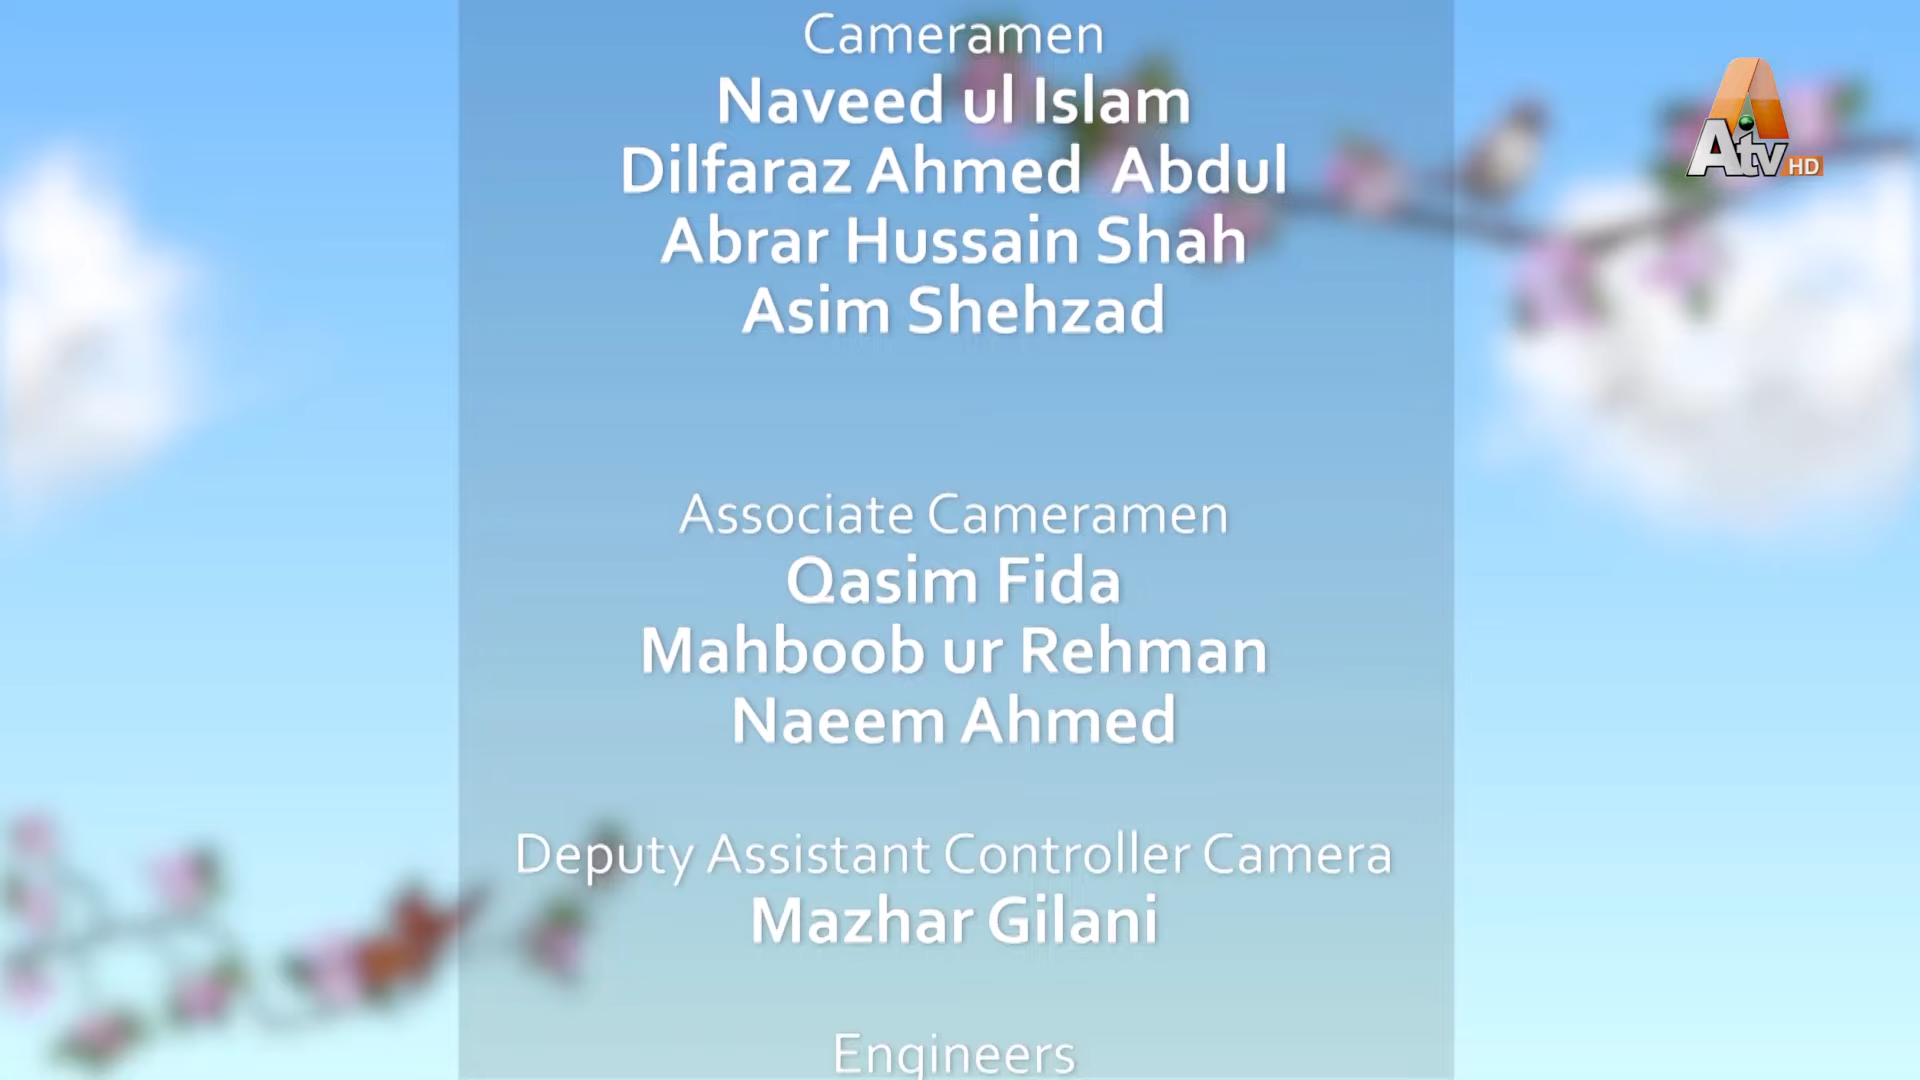 Cameramen
Naveed ul Islam
Dilfaraz Ahmed  Abdul
Abrar Hussain Shah
Asim Shehzad
Associate Cameramen
Qasim Fida
Mahboob ur Rehman
Naeem Ahmed
Deputy Assistant Controller Camera
Mazhar Gilani
Engineers
Atv HD